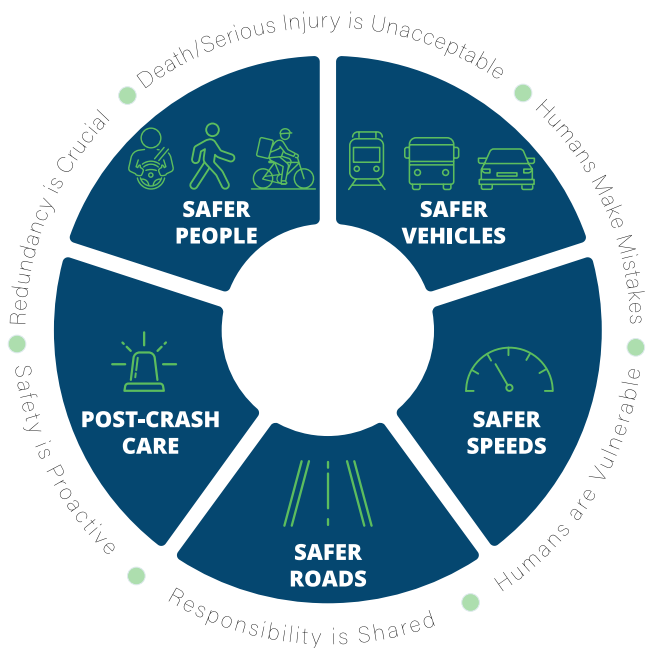 Death/Serious Injury is Unacceptable
Humans Make Mistakes
Humans are Vulnerable
Responsibility is Shared
Safety is Proactive
Redundancy is Crucial
SAFER
PEOPLE
SAFER
VEHICLES
SAFER
SPEEDS
SAFER
ROADS
POST-CRASH
CARE